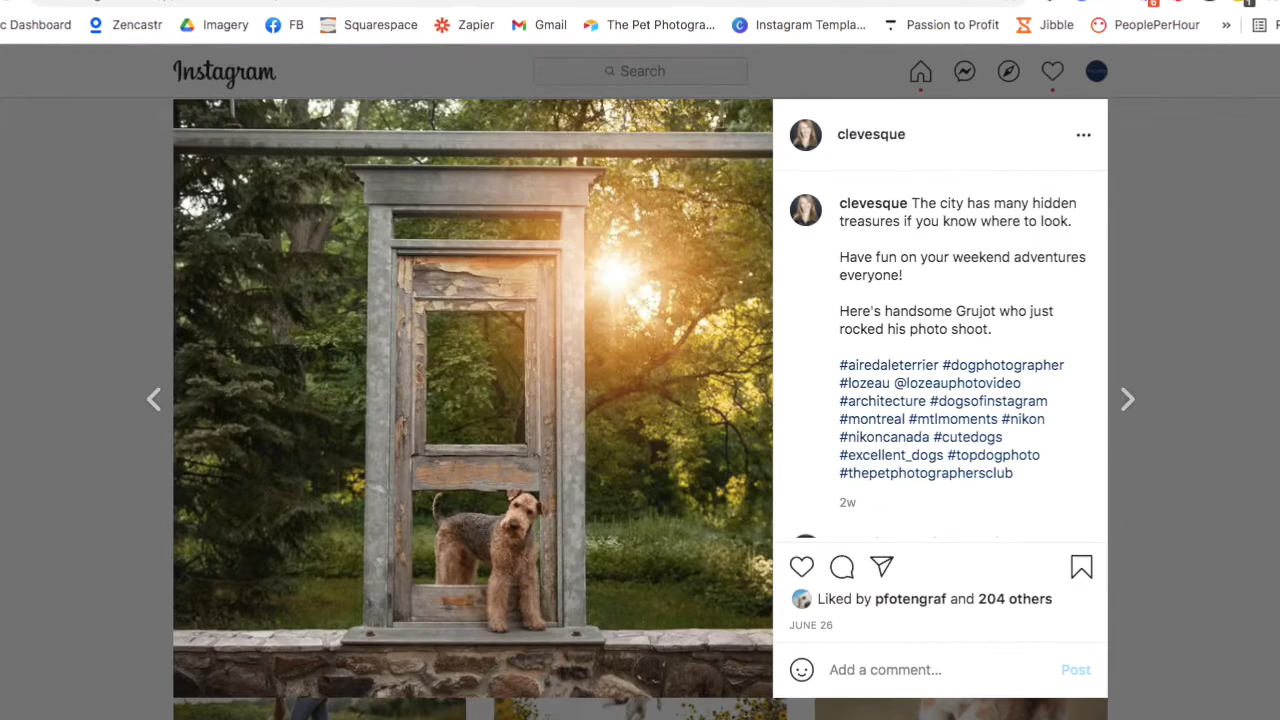 c Dashboard Zencastr Imagery FB Squarespace Zapier Gmail The Pet Photogra... Instagram Templa... Passion to Profit Jibble PeoplePerHour »
Instagram Search
clevesque
clevesque The city has many hidden
treasures if you know where to look.
Have fun on your weekend adventures
everyone!
Here's handsome Grujot who just
rocked his photo shoot.
#airedaleterrier #dogphotographer
#lozeau @lozeauphotovideo
#architecture #dogsofinstagram
#montreal #mtlmoments #nikon
#nikoncanada #cutedogs
#excellent_dogs #topdogphoto
#thepetphotographersclub
2w
Liked by pfotengraf and 204 others
JUNE 26
Add a comment... Post